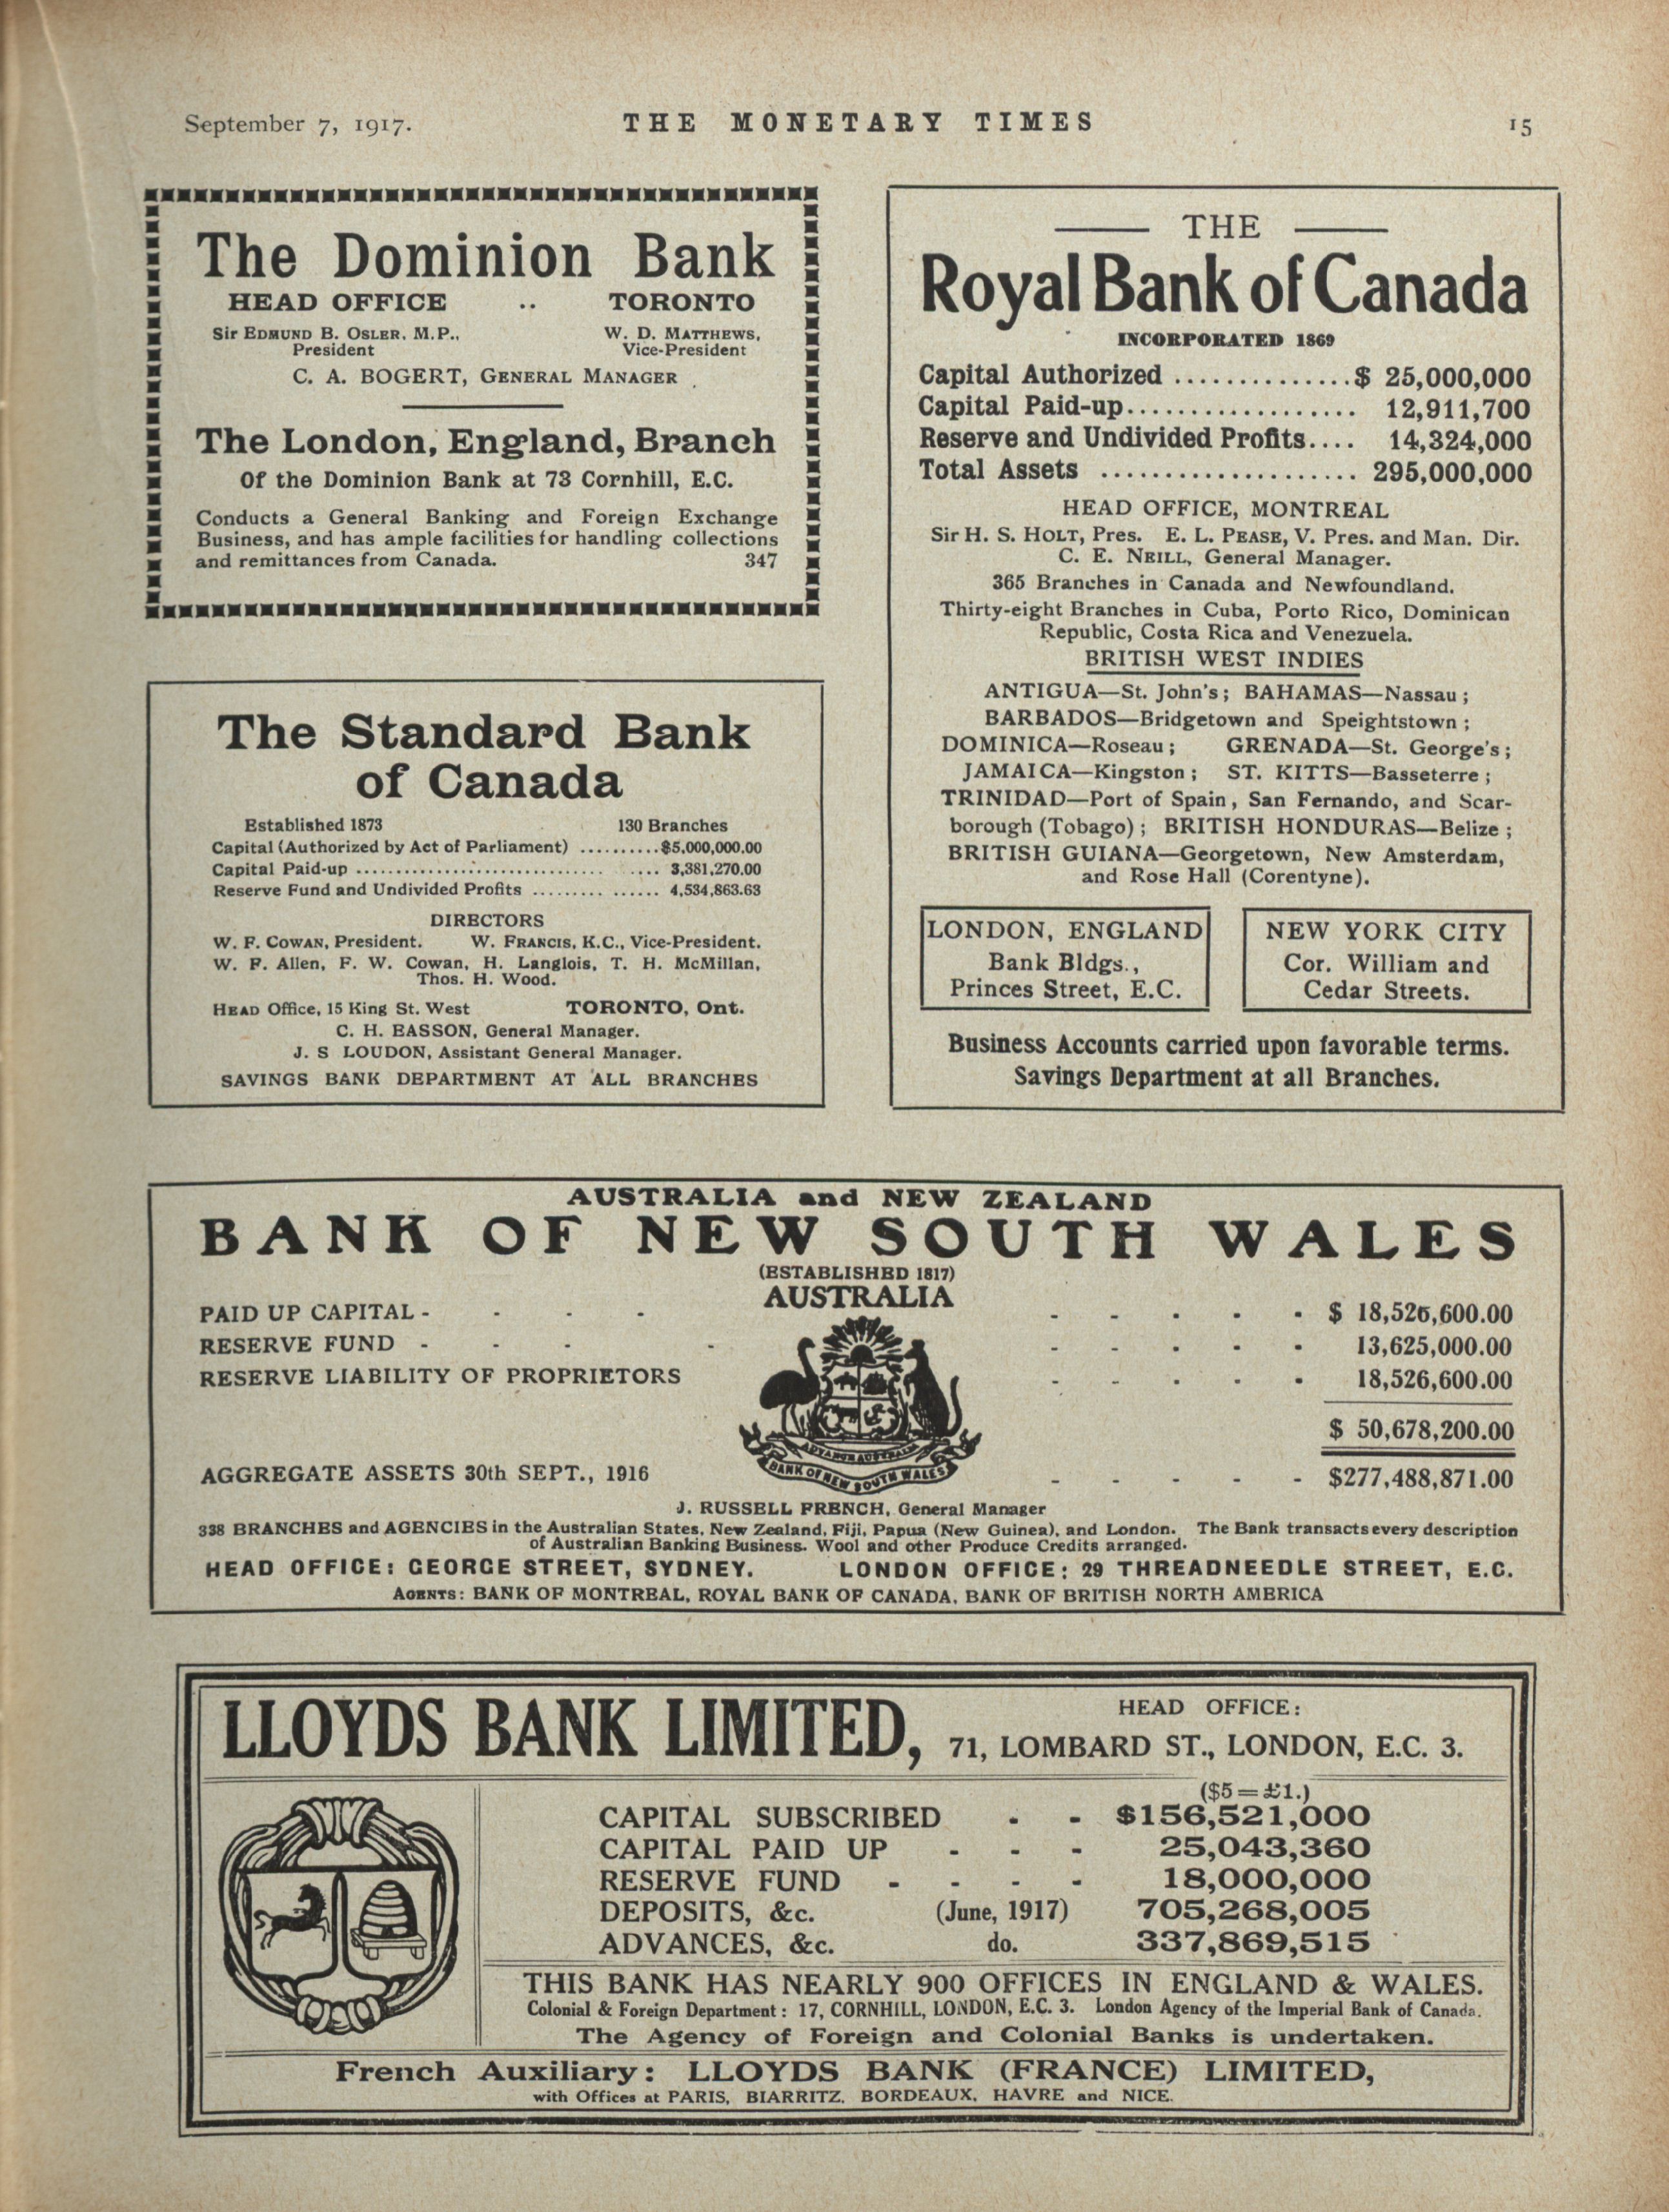 September 7, 1917.
THE MONETARY TIMES
15
The Dominion Bank
HEAD OFFICE .. TORONTO
Sir EDMUND B. OSLER, M.P., W. D. MATTHEWS,
President Vice-President
C. A. BOGERT, GENERAL MANAGER
The London, England, Branch
Of the Dominion Bank at 73 Cornhill, E.C.
Conducts a General Banking and Foreign Exchange
Business, and has ample facilities for handling collections
and remittances from Canada. 347
The Standard Bank
of Canada
Established 1873 130 Branches
Capital (Authorized by Act of Parliament) ..........$5,000,000.00
Capital Paid-up .................................... 3,381,270.00
Reserve Fund and Undivided Profits ............... 4,534,863.63
DIRECTORS
W. F. COWAN, President. W. FRANCIS, K.C., Vice-President.
W. F. Allen, F. W. Cowan, H. Langlois, T. H. McMillan,
Thos. H. Wood.
HEAD Office, 15 King St. West TORONTO, Ont.
C. H. EASSON, General Manager.
J. S LOUDON, Assistant General Manager.
SAVINGS BANK DEPARTMENT AT ALL BRANCHES
THE
Royal Bank of Canada
INCORPORATED 1869
Capital Authorized ..............$ 25,000,000
Capital Paid-up.................. 12,911,700
Reserve and Undivided Profits.... 14,324,000
Total Assets .................... 295,000,000
HEAD OFFICE, MONTREAL
Sir H. S. HOLT, Pres. E. L. PEASE, V. Pres. and Man. Dir.
C. E. NEILL, General Manager.
365 Branches in Canada and Newfoundland.
Thirty-eight Branches in Cuba, Porto Rico, Dominican
Republic, Costa Rica and Venezuela.
BRITISH WEST INDIES
ANTIGUA—St. John's; BAHAMAS—Nassau;
BARBADOS—Bridgetown and Speightstown;
DOMINICA—Roseau; GRENADA—St. George's;
JAMAICA—Kingston; ST. KITTS—Basseterre;
TRINIDAD—Port of Spain, San Fernando, and Scar-
borough (Tobago); BRITISH HONDURAS—Belize;
BRITISH GUIANA—Georgetown, New Amsterdam,
and Rose Hall (Corentyne).
LONDON, ENGLAND
Bank Bldgs.,
Princes Street, E.C.
NEW YORK CITY
Cor. William and
Cedar Streets.
Business Accounts carried upon favorable terms.
Savings Department at all Branches.
AUSTRALIA and NEW ZEALAND
BANK OF NEW SOUTH WALES
(ESTABLISHED 1817)
AUSTRALIA
PAID UP CAPITAL - - - - - - - - - $ 18,526,600.00
RESERVE FUND - - - - - - - - - 13,625,000.00
RESERVE LIABILITY OF PROPRIETORS - - - - - 18,526,600.00
$ 50,678,200.00
ADVANCE AUSTRALIA
BANK OF NEW SOUTH WALES
AGGREGATE ASSETS 30th SEPT., 1916 - - - - - $277,488,871.00
J. RUSSELL FRENCH, General Manager
338 BRANCHES and AGENCIES in the Australian States, New Zealand, Fiji, Papua (New Guinea), and London. The Bank transacts every description
of Australian Banking Business. Wool and other Produce Credits arranged.
HEAD OFFICE: GEORGE STREET, SYDNEY. LONDON OFFICE: 29 THREADNEEDLE STREET, E.C.
AGENTS: BANK OF MONTREAL, ROYAL BANK OF CANADA, BANK OF BRITISH NORTH AMERICA
LLOYDS BANK LIMITED,
HEAD OFFICE:
71, LOMBARD ST., LONDON, E.C. 3.
($5=£1.)
CAPITAL SUBSCRIBED - - $156,521,000
CAPITAL PAID UP - - - 25,043,360
RESERVE FUND - - - - 18,000,000
DEPOSITS, &c. (June, 1917) 705,268,005
ADVANCES, &c. do. 337,869,515
THIS BANK HAS NEARLY 900 OFFICES IN ENGLAND & WALES.
Colonial & Foreign Department: 17, CORNHILL, LONDON, E.C. 3. London Agency of the Imperial Bank of Canada.
The Agency of Foreign and Colonial Banks is undertaken.
French Auxiliary: LLOYDS BANK (FRANCE) LIMITED,
with Offices at PARIS, BIARRITZ, BORDEAUX, HAVRE and NICE.